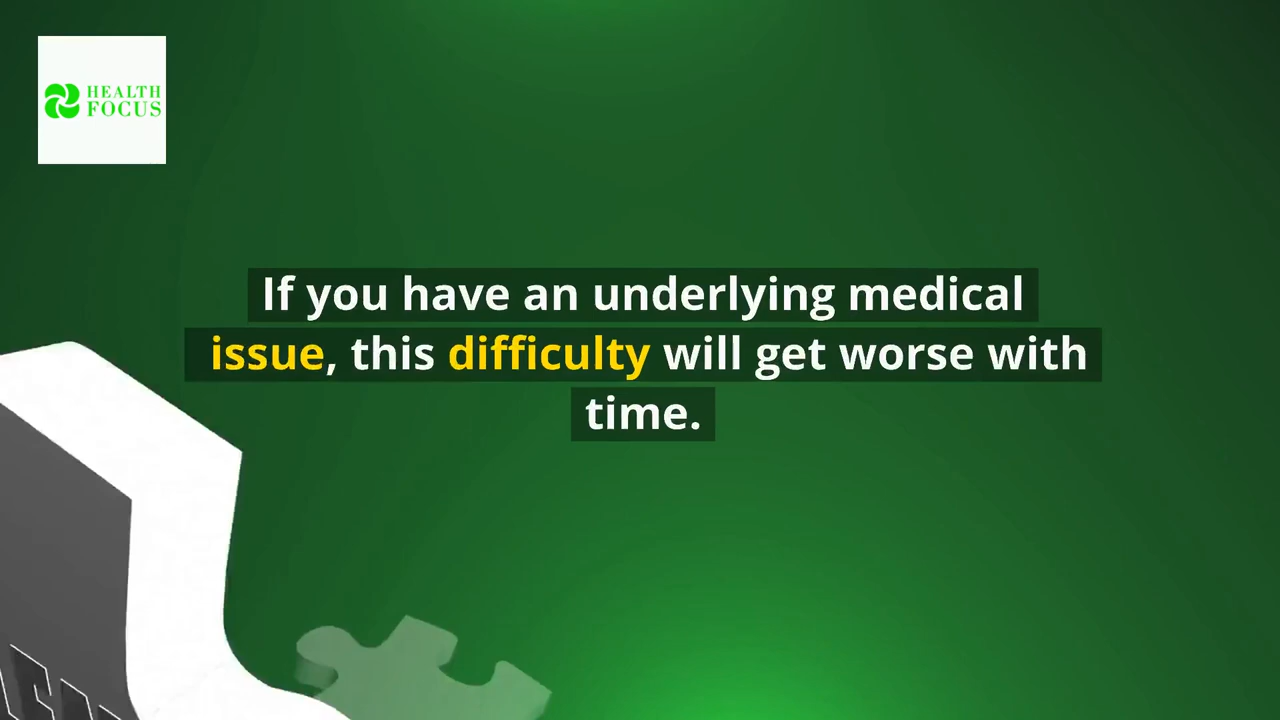 HEALTH
FOCUS
If you have an underlying medical
issue, this difficulty will get worse with
time.